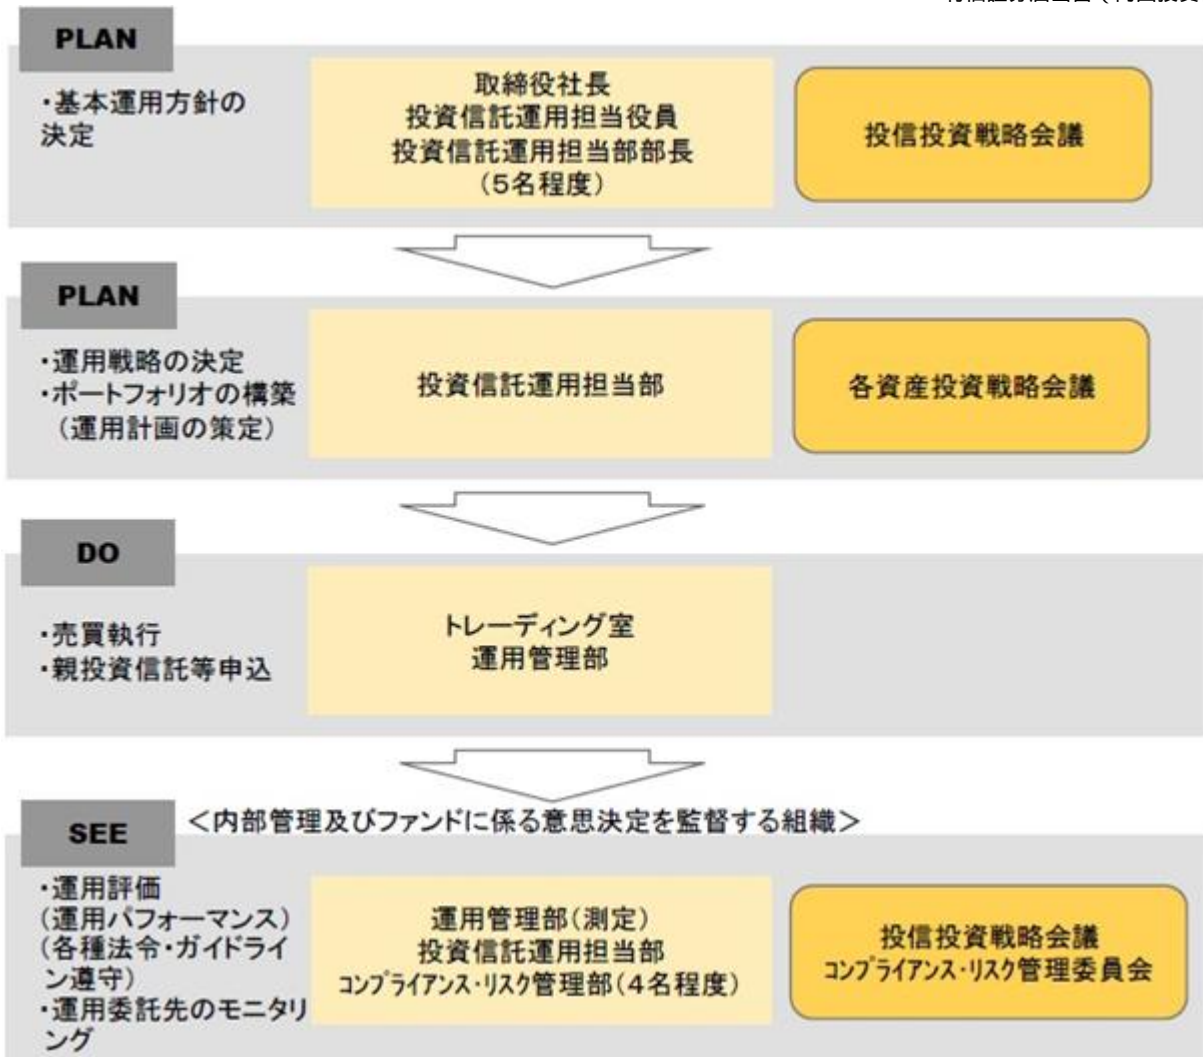 PLAN
・基本運用方針の
決定
取締役社長
投資信託運用担当役員
投資信託運用担当部部長
(5名程度)
投信投資戦略会議
PLAN
・運用戦略の決定
・ポートフォリオの構築
(運用計画の策定)
投資信託運用担当部
各資産投資戦略会議
DO
・売買執行
・親投資信託等申込
トレーディング室
運用管理部
SEE
＜内部管理及びファンドに係る意思決定を監督する組織＞
・運用評価
(運用パフォーマンス)
(各種法令・ガイドライ
ン遵守)
・運用委託先のモニタリ
ング
運用管理部(測定)
投資信託運用担当部
コンプライアンス・リスク管理部(4名程度)
投信投資戦略会議
コンプライアンス・リスク管理委員会